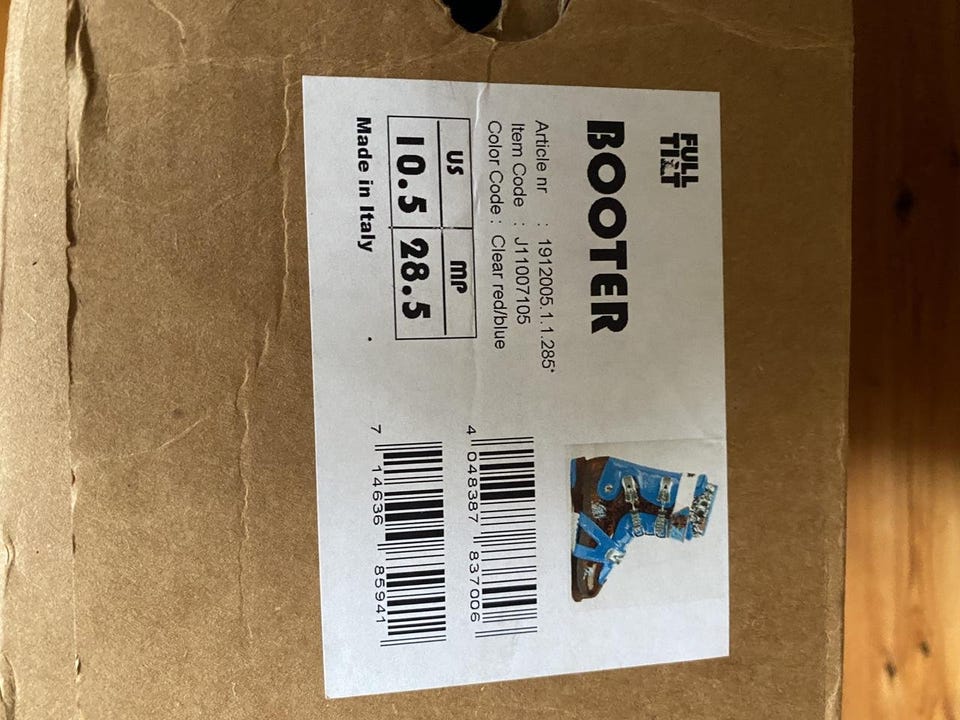 FULL
TILT
BOOTER
Article nr : 1912005.1.1.285*
Item Code : J11007105
Color Code : Clear red/blue
US MP
10.5 28.5
Made in Italy
4 048387 837006
7 14636 85941